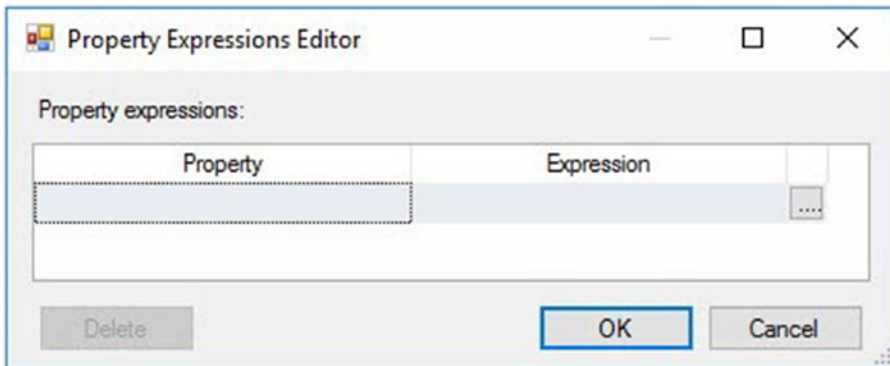 Property Expressions Editor
Property expressions:
Property Expression
....
Delete OK Cancel